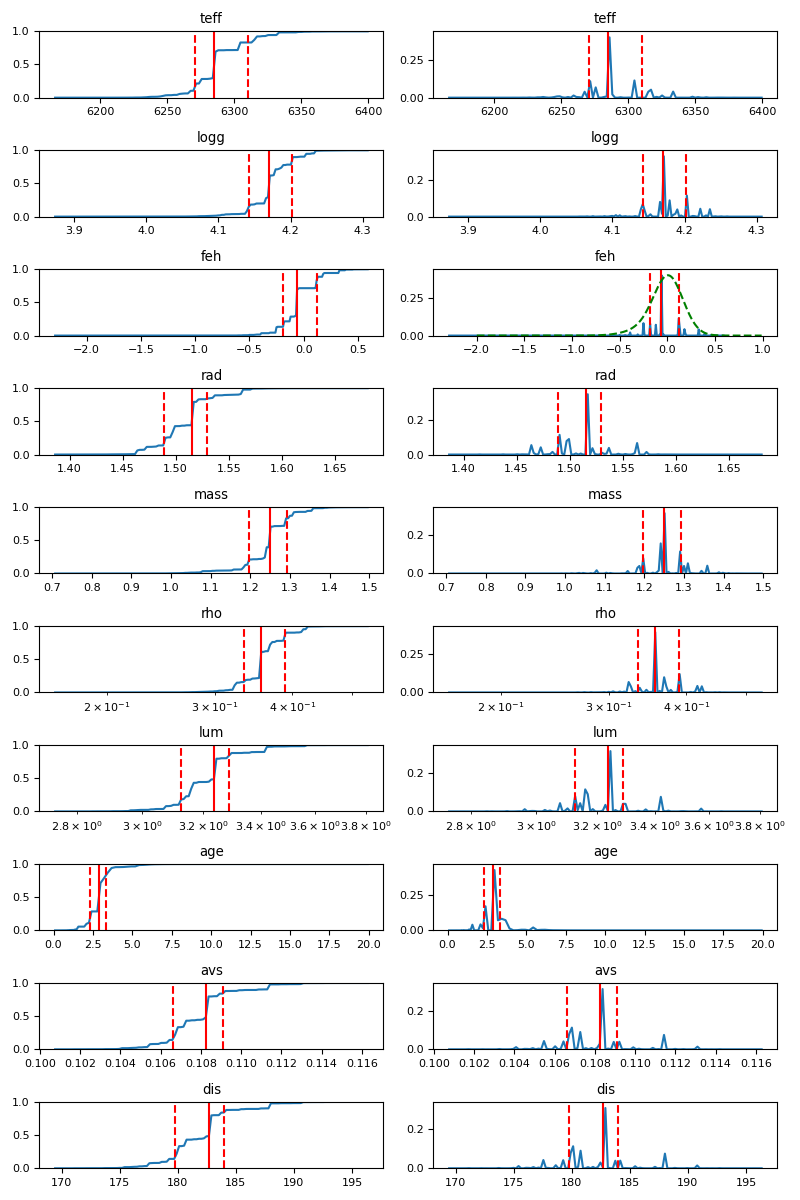 teff teff
1.0
0.5
0.0
0.25
0.00
6200 6250 6300 6350 6400 6200 6250 6300 6350 6400
logg logg
1.0
0.5
0.0
0.2
0.0
3.9 4.0 4.1 4.2 4.3 3.9 4.0 4.1 4.2 4.3
feh feh
1.0
0.5
0.0
0.25
0.00
−2.0 −1.5 −1.0 −0.5 0.0 0.5 −2.0 −1.5 −1.0 −0.5 0.0 0.5 1.0
rad rad
1.0
0.5
0.0
0.2
0.0
1.40 1.45 1.50 1.55 1.60 1.65 1.40 1.45 1.50 1.55 1.60 1.65
mass mass
1.0
0.5
0.0
0.2
0.0
0.7 0.8 0.9 1.0 1.1 1.2 1.3 1.4 1.5 0.7 0.8 0.9 1.0 1.1 1.2 1.3 1.4 1.5
rho rho
1.0
0.5
0.0
0.25
0.00
2 × 10⁻¹ 3 × 10⁻¹ 4 × 10⁻¹ 2 × 10⁻¹ 3 × 10⁻¹ 4 × 10⁻¹
lum lum
1.0
0.5
0.0
0.2
0.0
2.8 × 10⁰ 3 × 10⁰ 3.2 × 10⁰ 3.4 × 10⁰ 3.6 × 10⁰ 3.8 × 10⁰ 2.8 × 10⁰ 3 × 10⁰ 3.2 × 10⁰ 3.4 × 10⁰ 3.6 × 10⁰ 3.8 × 10⁰
age age
1.0
0.5
0.0
0.25
0.00
0.0 2.5 5.0 7.5 10.0 12.5 15.0 17.5 20.0 0.0 2.5 5.0 7.5 10.0 12.5 15.0 17.5 20.0
avs avs
1.0
0.5
0.0
0.2
0.0
0.100 0.102 0.104 0.106 0.108 0.110 0.112 0.114 0.116 0.100 0.102 0.104 0.106 0.108 0.110 0.112 0.114 0.116
dis dis
1.0
0.5
0.0
0.2
0.0
170 175 180 185 190 195 170 175 180 185 190 195